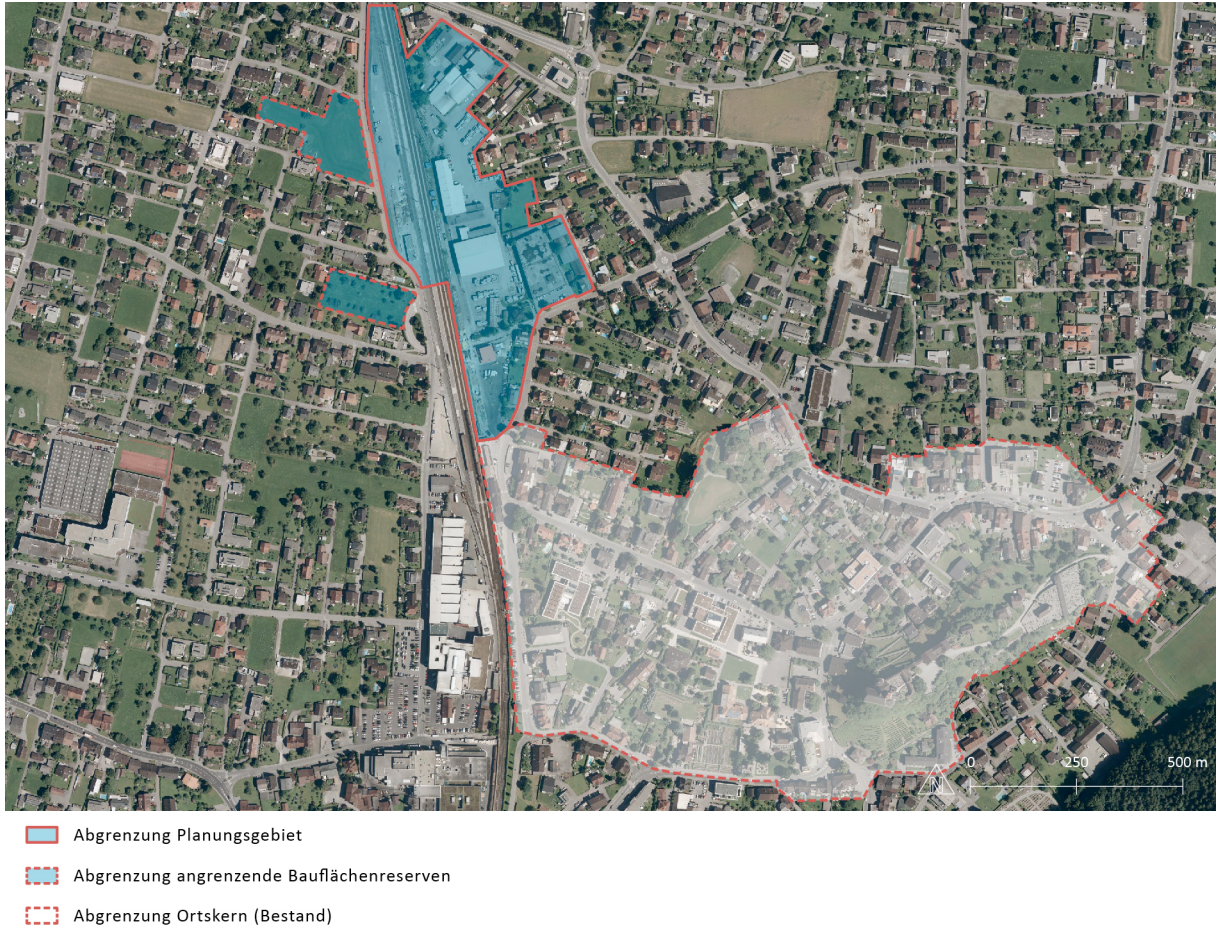 N 0 250 500 m
Abgrenzung Planungsgebiet
Abgrenzung angrenzende Bauflächenreserven
Abgrenzung Ortskern (Bestand)